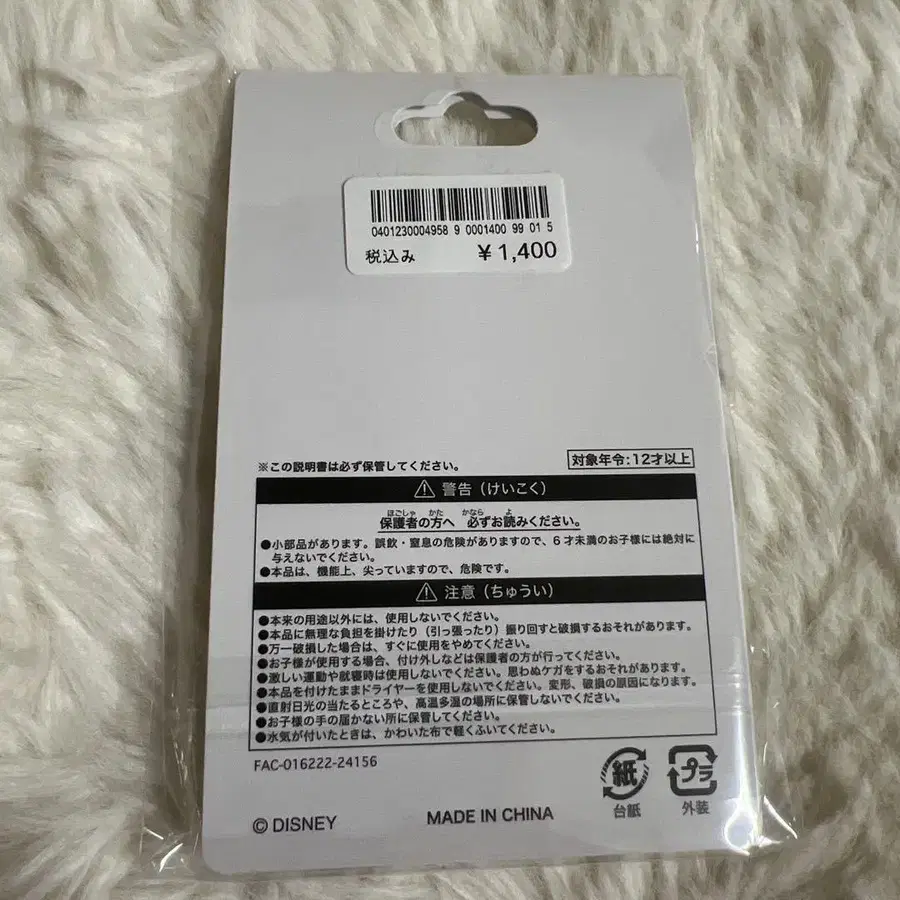 0401230004958 9 0001400 99 01 5
税込み ¥1,400
※この説明書は必ず保管してください。 対象年令:12才以上
⚠ 警告（けいこく）
ほごしゃ かた かなら よ
保護者の方へ 必ずお読みください。
●小部品があります。誤飲・窒息の危険がありますので、6才未満のお子様には絶対に
与えないでください。
●本品は、機能上、尖っていますので、危険です。
⚠ 注意（ちゅうい）
●本来の用途以外には、使用しないでください。
●本品に無理な負担を掛けたり（引っ張ったり）振り回すと破損するおそれがあります。
●万一破損した場合は、すぐに使用をやめてください。
●お子様が使用する場合、付け外しなどは保護者の方が行ってください。
●激しい運動や就寝時は使用しないでください。思わぬケガをするおそれがあります。
●本品を付けたままドライヤーを使用しないでください。変形、破損の原因になります。
●直射日光の当たるところや、高温多湿の場所に保管しないでください。
●お子様の手の届かない所に保管してください。
●水気が付いたときは、かわいた布で軽くふいてください。
FAC-016222-24156
紙 プラ
台紙 外装
© DISNEY MADE IN CHINA